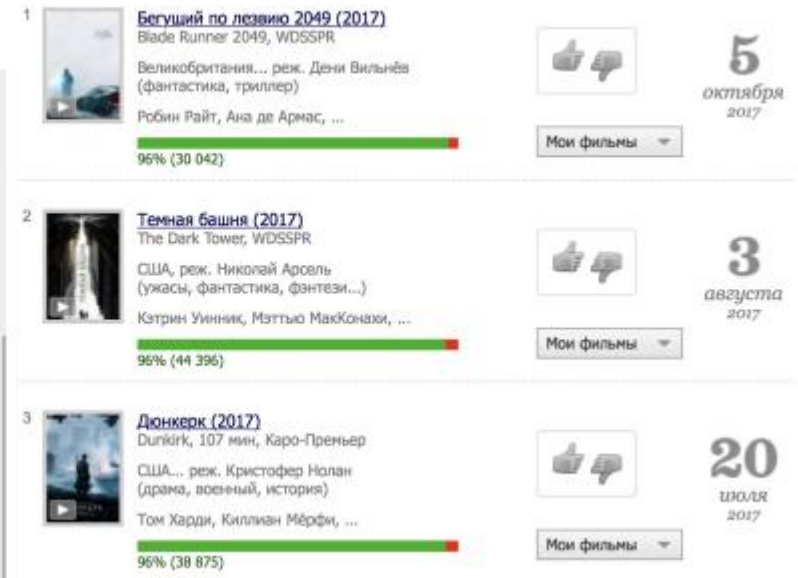 1
Бегущий по лезвию 2049 (2017)
Blade Runner 2049, WDSSPR
Великобритания... реж. Дени Вильнёв
(фантастика, триллер)
Робин Райт, Ана де Армас, ...
96% (30 042)
Мои фильмы
5
октября
2017
2
Темная башня (2017)
The Dark Tower, WDSSPR
США, реж. Николай Арсель
(ужасы, фантастика, фэнтези...)
Кэтрин Уинник, Мэттью МакКонахи, ...
96% (44 396)
Мои фильмы
3
августа
2017
3
Дюнкерк (2017)
Dunkirk, 107 мин, Каро-Премьер
США... реж. Кристофер Нолан
(драма, военный, история)
Том Харди, Киллиан Мёрфи, ...
96% (38 875)
Мои фильмы
20
июля
2017